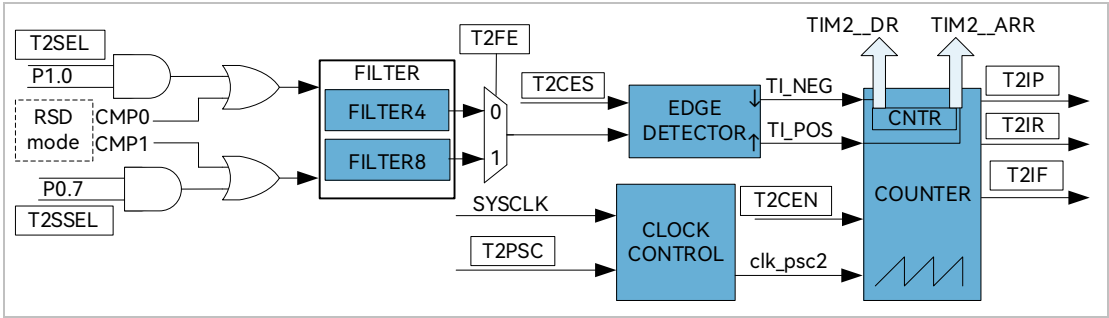 T2SEL
P1.0
RSD
mode
CMP0
CMP1
P0.7
T2SSEL
FILTER
FILTER4
FILTER8
T2FE
0
1
T2CES
EDGE
DETECTOR
TI_NEG
TI_POS
SYSCLK
T2PSC
CLOCK
CONTROL
T2CEN
clk_psc2
TIM2__DR
TIM2__ARR
CNTR
COUNTER
T2IP
T2IR
T2IF